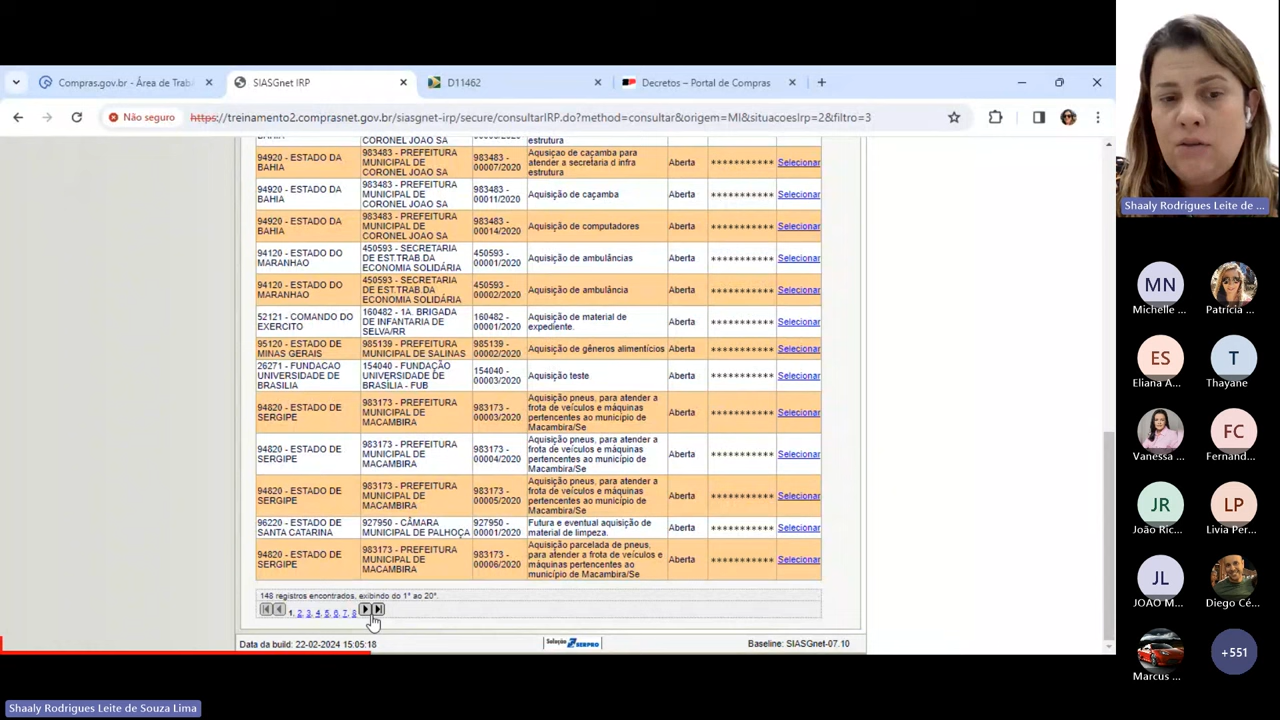 Compras.gov.br - Área de Trab
SIASGnet IRP
D11462
Decretos – Portal de Compras
Não seguro
https://treinamento2.comprasnet.gov.br/siasgnet-irp/secure/consultarIRP.do?method=consultar&origem=MI&situacoesIrp=2&filtro=3
CORONEL JOAO SA
estrutura
94920 - ESTADO DA BAHIA 983483 - PREFEITURA MUNICIPAL DE CORONEL JOAO SA 983483 - 00007/2020 Aquisiçao de caçamba para atender a secretaria d infra estrutura Aberta *********** Selecionar
94920 - ESTADO DA BAHIA 983483 - PREFEITURA MUNICIPAL DE CORONEL JOAO SA 983483 - 00011/2020 Aquisição de caçamba Aberta *********** Selecionar
94920 - ESTADO DA BAHIA 983483 - PREFEITURA MUNICIPAL DE CORONEL JOAO SA 983483 - 00014/2020 Aquisição de computadores Aberta *********** Selecionar
94120 - ESTADO DO MARANHAO 450593 - SECRETARIA DE EST.TRAB.DA ECONOMIA SOLIDÁRIA 450593 - 00001/2020 Aquisição de ambulâncias Aberta *********** Selecionar
94120 - ESTADO DO MARANHAO 450593 - SECRETARIA DE EST.TRAB.DA ECONOMIA SOLIDÁRIA 450593 - 00002/2020 Aquisição de ambulância Aberta *********** Selecionar
52121 - COMANDO DO EXERCITO 160482 - 1A. BRIGADA DE INFANTARIA DE SELVA/RR 160482 - 00001/2020 Aquisição de material de expediente. Aberta *********** Selecionar
95120 - ESTADO DE MINAS GERAIS 985139 - PREFEITURA MUNICIPAL DE SALINAS 985139 - 00002/2020 Aquisição de gêneros alimentícios Aberta *********** Selecionar
26271 - FUNDACAO UNIVERSIDADE DE BRASILIA 154040 - FUNDAÇÃO UNIVERSIDADE DE BRASÍLIA - FUB 154040 - 00003/2020 Aquisição teste Aberta *********** Selecionar
94820 - ESTADO DE SERGIPE 983173 - PREFEITURA MUNICIPAL DE MACAMBIRA 983173 - 00003/2020 Aquisição pneus, para atender a frota de veículos e máquinas pertencentes ao município de Macambira/Se Aberta *********** Selecionar
94820 - ESTADO DE SERGIPE 983173 - PREFEITURA MUNICIPAL DE MACAMBIRA 983173 - 00004/2020 Aquisição pneus, para atender a frota de veículos e máquinas pertencentes ao município de Macambira/Se Aberta *********** Selecionar
94820 - ESTADO DE SERGIPE 983173 - PREFEITURA MUNICIPAL DE MACAMBIRA 983173 - 00005/2020 Aquisição pneus, para atender a frota de veículos e máquinas pertencentes ao município de Macambira/Se Aberta *********** Selecionar
96220 - ESTADO DE SANTA CATARINA 927950 - CÂMARA MUNICIPAL DE PALHOÇA 927950 - 00001/2020 Futura e eventual aquisição de material de limpeza. Aberta *********** Selecionar
94820 - ESTADO DE SERGIPE 983173 - PREFEITURA MUNICIPAL DE MACAMBIRA 983173 - 00006/2020 Aquisição parcelada de pneus, para atender a frota de veículos e máquinas pertencentes ao município de Macambira/Se Aberta *********** Selecionar
148 registros encontrados, exibindo do 1º ao 20º.
1, 2, 3, 4, 5, 6, 7, 8
Data da build: 22-02-2024 15:05:18
Solução SERPRO
Baseline: SIASGnet-07.10
Shaaly Rodrigues Leite de ...
MN
Michelle ...
Patrícia ...
ES
Eliana A...
T
Thayane
Vanessa ...
FC
Fernand...
JR
João Ric...
LP
Livia Per...
JL
JOAO M...
Diego Cé...
Marcus ...
+551
Shaaly Rodrigues Leite de Souza Lima